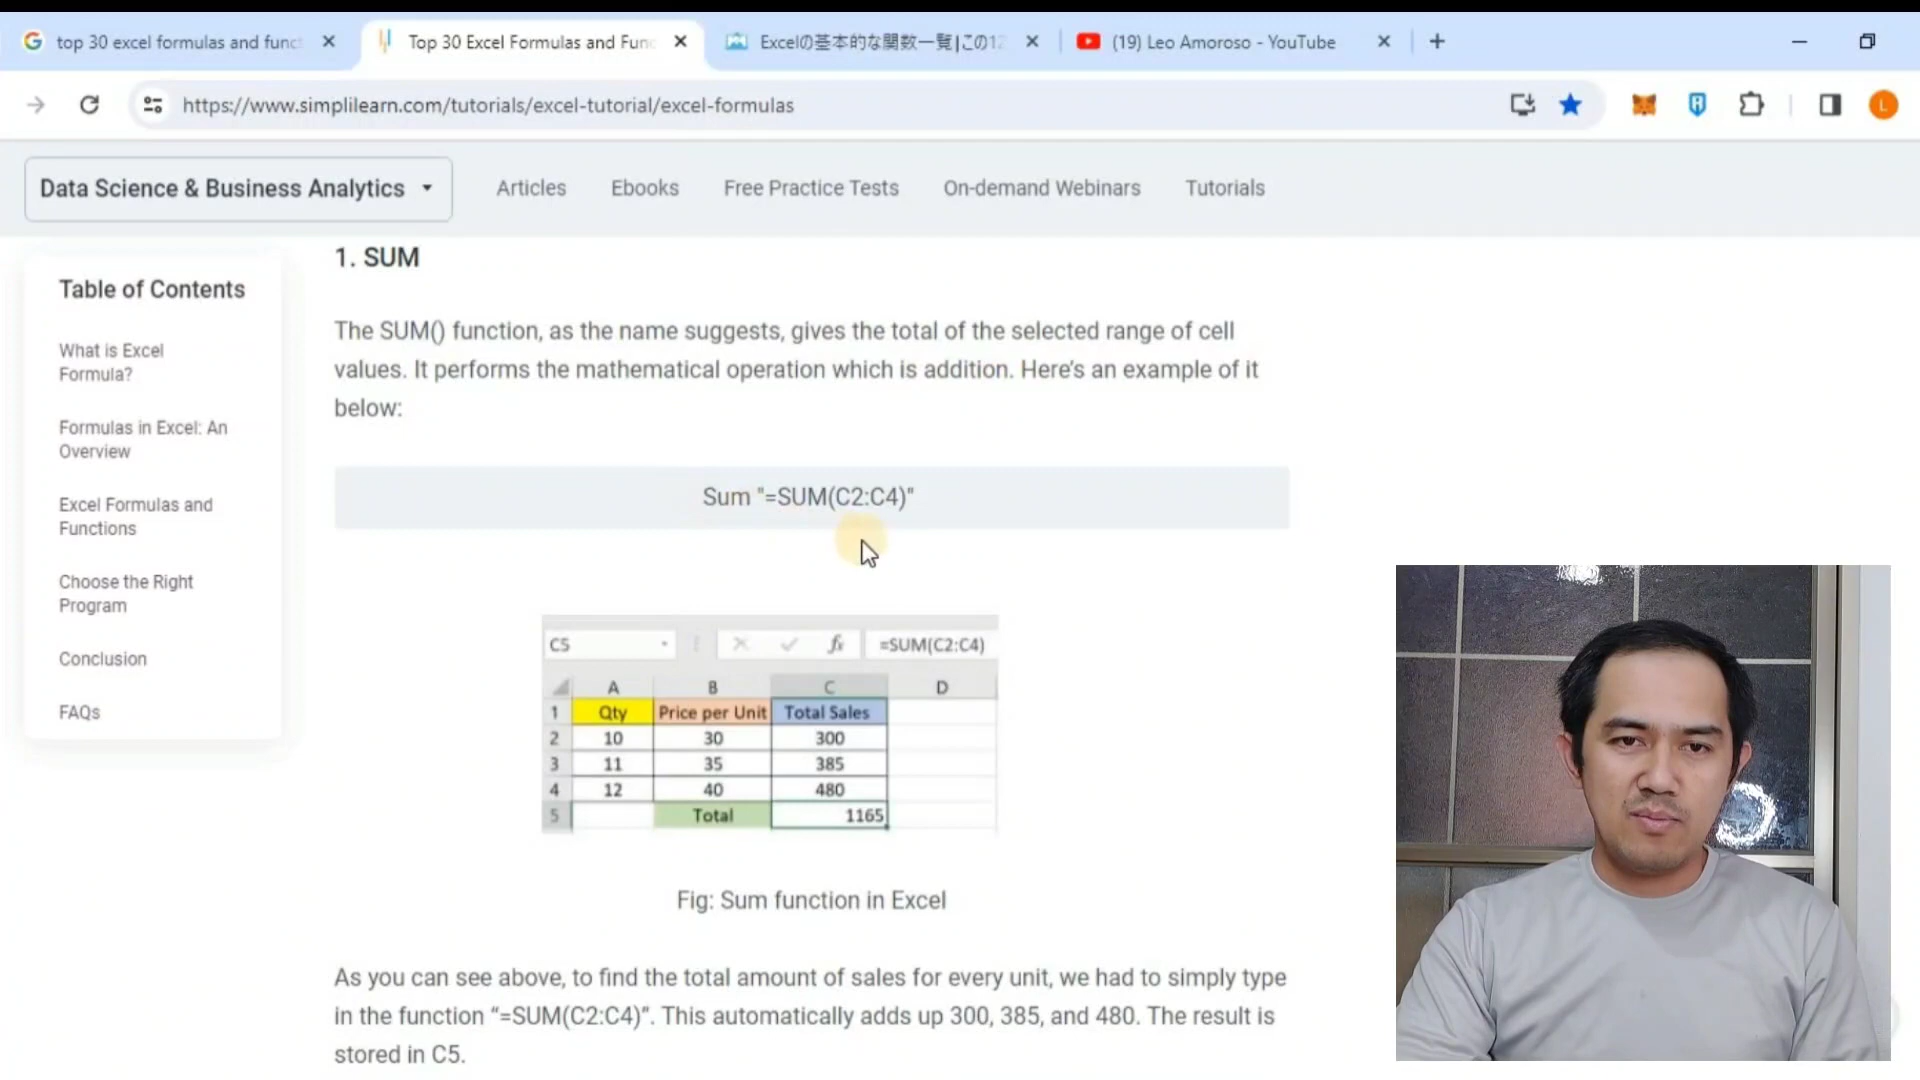 top 30 excel formulas and funct
Top 30 Excel Formulas and Func
Excelの基本的な関数一覧|この12
(19) Leo Amoroso - YouTube
https://www.simplilearn.com/tutorials/excel-tutorial/excel-formulas
L
Data Science & Business Analytics
Articles
Ebooks
Free Practice Tests
On-demand Webinars
Tutorials
Table of Contents
What is Excel
Formula?
Formulas in Excel: An
Overview
Excel Formulas and
Functions
Choose the Right
Program
Conclusion
FAQs
1. SUM
The SUM() function, as the name suggests, gives the total of the selected range of cell
values. It performs the mathematical operation which is addition. Here's an example of it
below:
Sum "=SUM(C2:C4)"
C5 fx =SUM(C2:C4)
A B C D
1 Qty Price per Unit Total Sales
2 10 30 300
3 11 35 385
4 12 40 480
5 Total 1165
Fig: Sum function in Excel
As you can see above, to find the total amount of sales for every unit, we had to simply type
in the function “=SUM(C2:C4)”. This automatically adds up 300, 385, and 480. The result is
stored in C5.